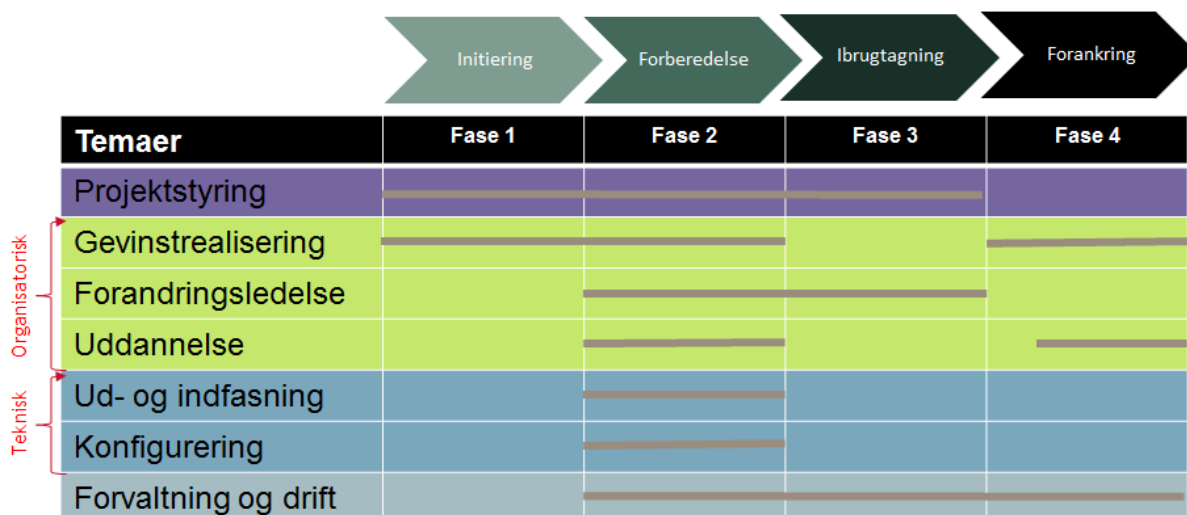 Initiering
Forberedelse
Ibrugtagning
Forankring
Temaer
Fase 1
Fase 2
Fase 3
Fase 4
Projektstyring
Organisatorisk
Gevinstrealisering
Forandringsledelse
Uddannelse
Teknisk
Ud- og indfasning
Konfigurering
Forvaltning og drift